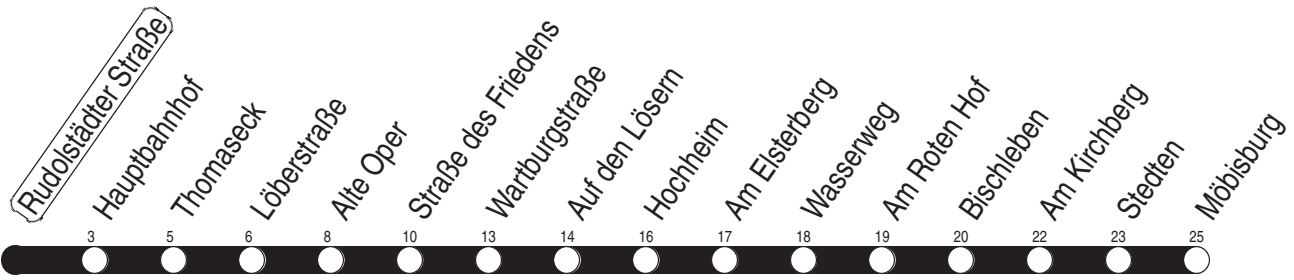 Rudolstädter Straße
Hauptbahnhof
Thomaseck
Löberstraße
Alte Oper
Straße des Friedens
Wartburgstraße
Auf den Lösern
Hochheim
Am Elsterberg
Wasserweg
Am Roten Hof
Bischleben
Am Kirchberg
Stedten
Möbisburg
3 5 6 8 10 13 14 16 17 18 19 20 22 23 25